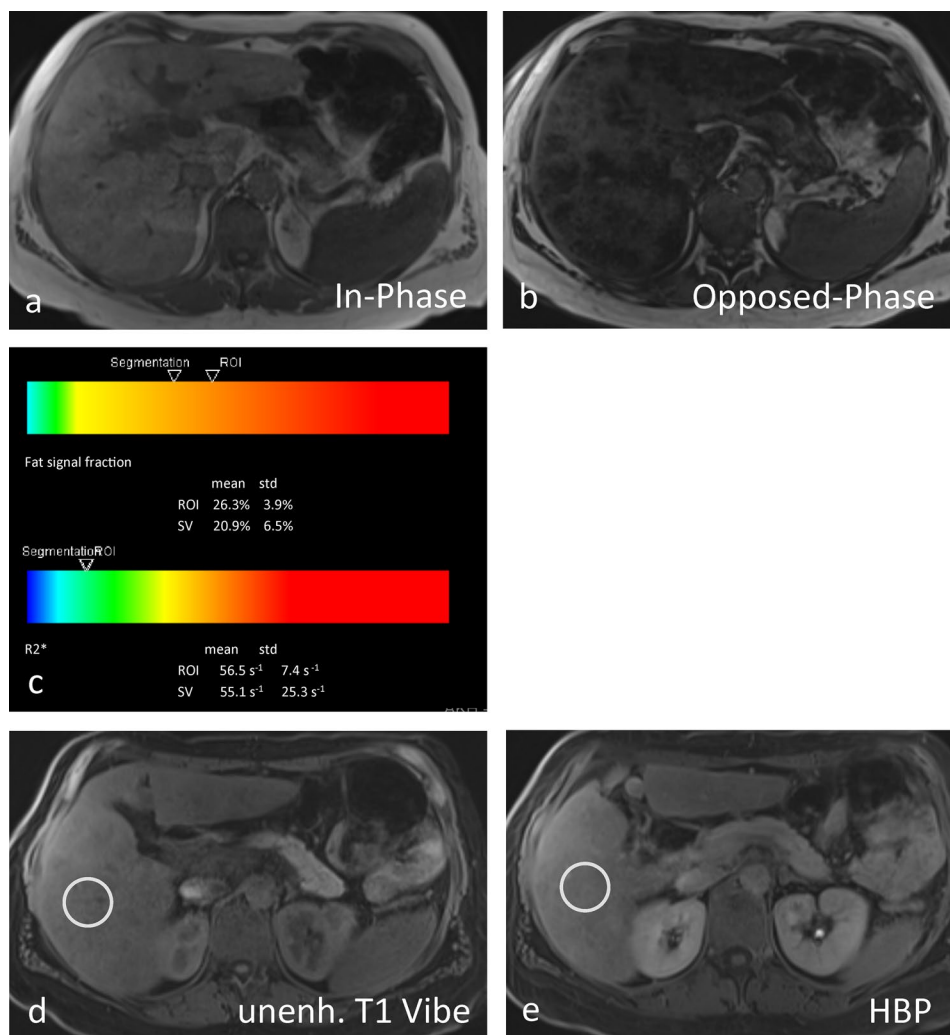 a
In-Phase
b
Opposed-Phase
Segmentation ROI
Fat signal fraction
mean std
ROI 26.3% 3.9%
SV 20.9% 6.5%
Segmentation ROI
R2*
mean std
ROI 56.5 s⁻¹ 7.4 s⁻¹
SV 55.1 s⁻¹ 25.3 s⁻¹
c
d
unenh. T1 Vibe
e
HBP